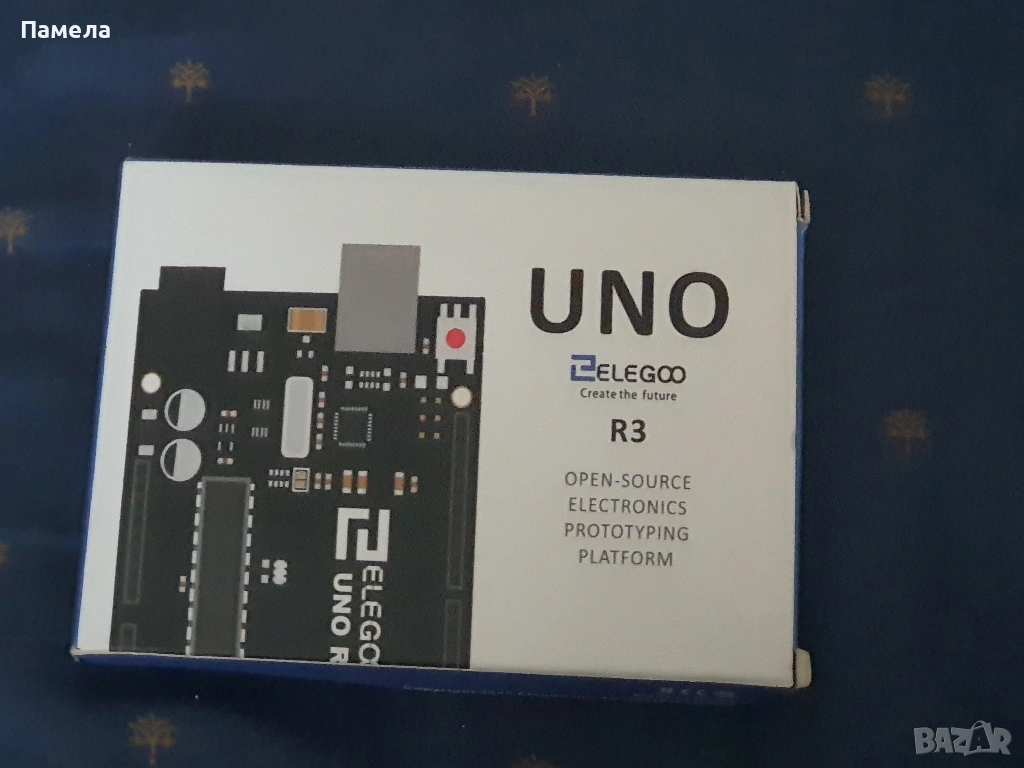 Памела
UNO
ELEGOO
Create the future
R3
OPEN-SOURCE
ELECTRONICS
PROTOTYPING
PLATFORM
ELEGOO
UNO R
BAZAR